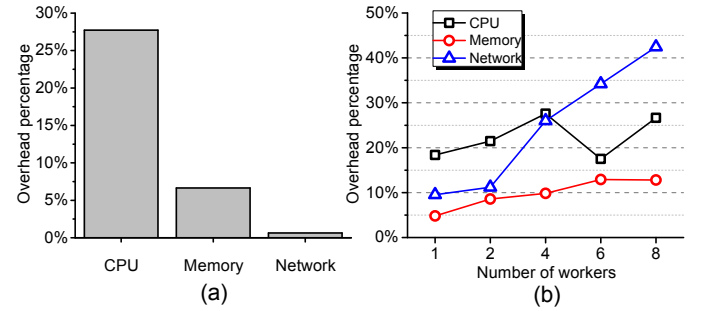 Overhead percentage
30%
25%
20%
15%
10%
5%
0%
CPU
Memory
Network
(a)
Overhead percentage
50%
40%
30%
20%
10%
0%
CPU
Memory
Network
1
2
4
6
8
Number of workers
(b)